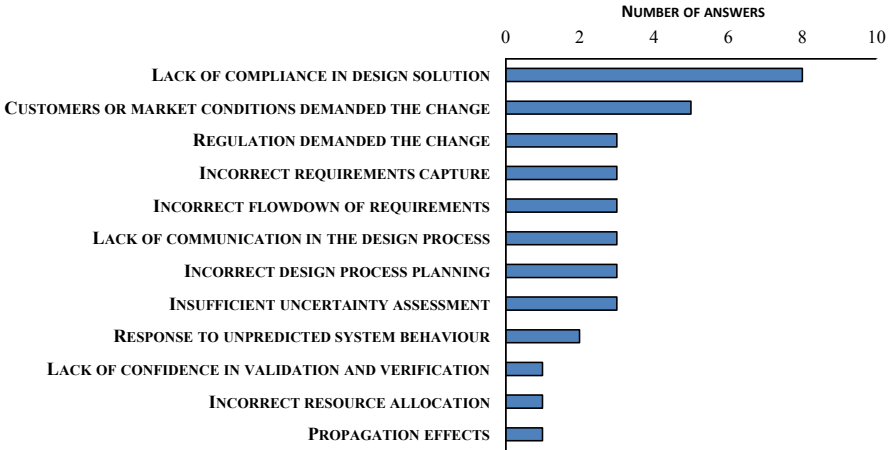 NUMBER OF ANSWERS
0 2 4 6 8 10
LACK OF COMPLIANCE IN DESIGN SOLUTION
CUSTOMERS OR MARKET CONDITIONS DEMANDED THE CHANGE
REGULATION DEMANDED THE CHANGE
INCORRECT REQUIREMENTS CAPTURE
INCORRECT FLOWDOWN OF REQUIREMENTS
LACK OF COMMUNICATION IN THE DESIGN PROCESS
INCORRECT DESIGN PROCESS PLANNING
INSUFFICIENT UNCERTAINTY ASSESSMENT
RESPONSE TO UNPREDICTED SYSTEM BEHAVIOUR
LACK OF CONFIDENCE IN VALIDATION AND VERIFICATION
INCORRECT RESOURCE ALLOCATION
PROPAGATION EFFECTS